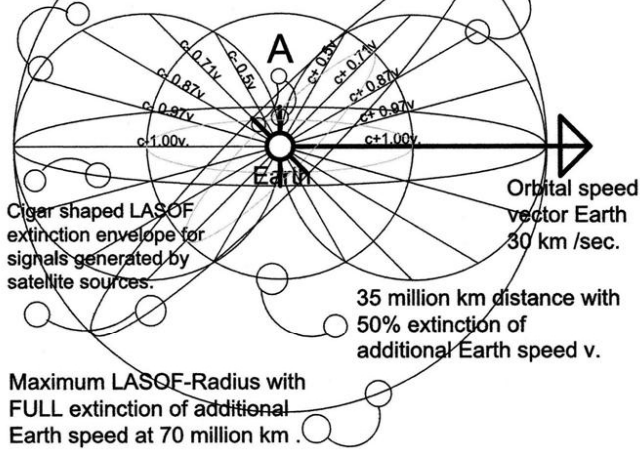 A
c- 0.71v
c- 0.5v
c+ 0.5v
c+ 0.71v
c- 0.87v
c+ 0.87v
c- 0.97v
c+ 0.97v
c-1.00v.
c+1.00v.
Earth
Orbital speed
vector Earth
30 km /sec.
Cigar shaped LASOF
extinction envelope for
signals generated by
satellite sources.
35 million km distance with
50% extinction of
additional Earth speed v.
Maximum LASOF-Radius with
FULL extinction of additional
Earth speed at 70 million km .